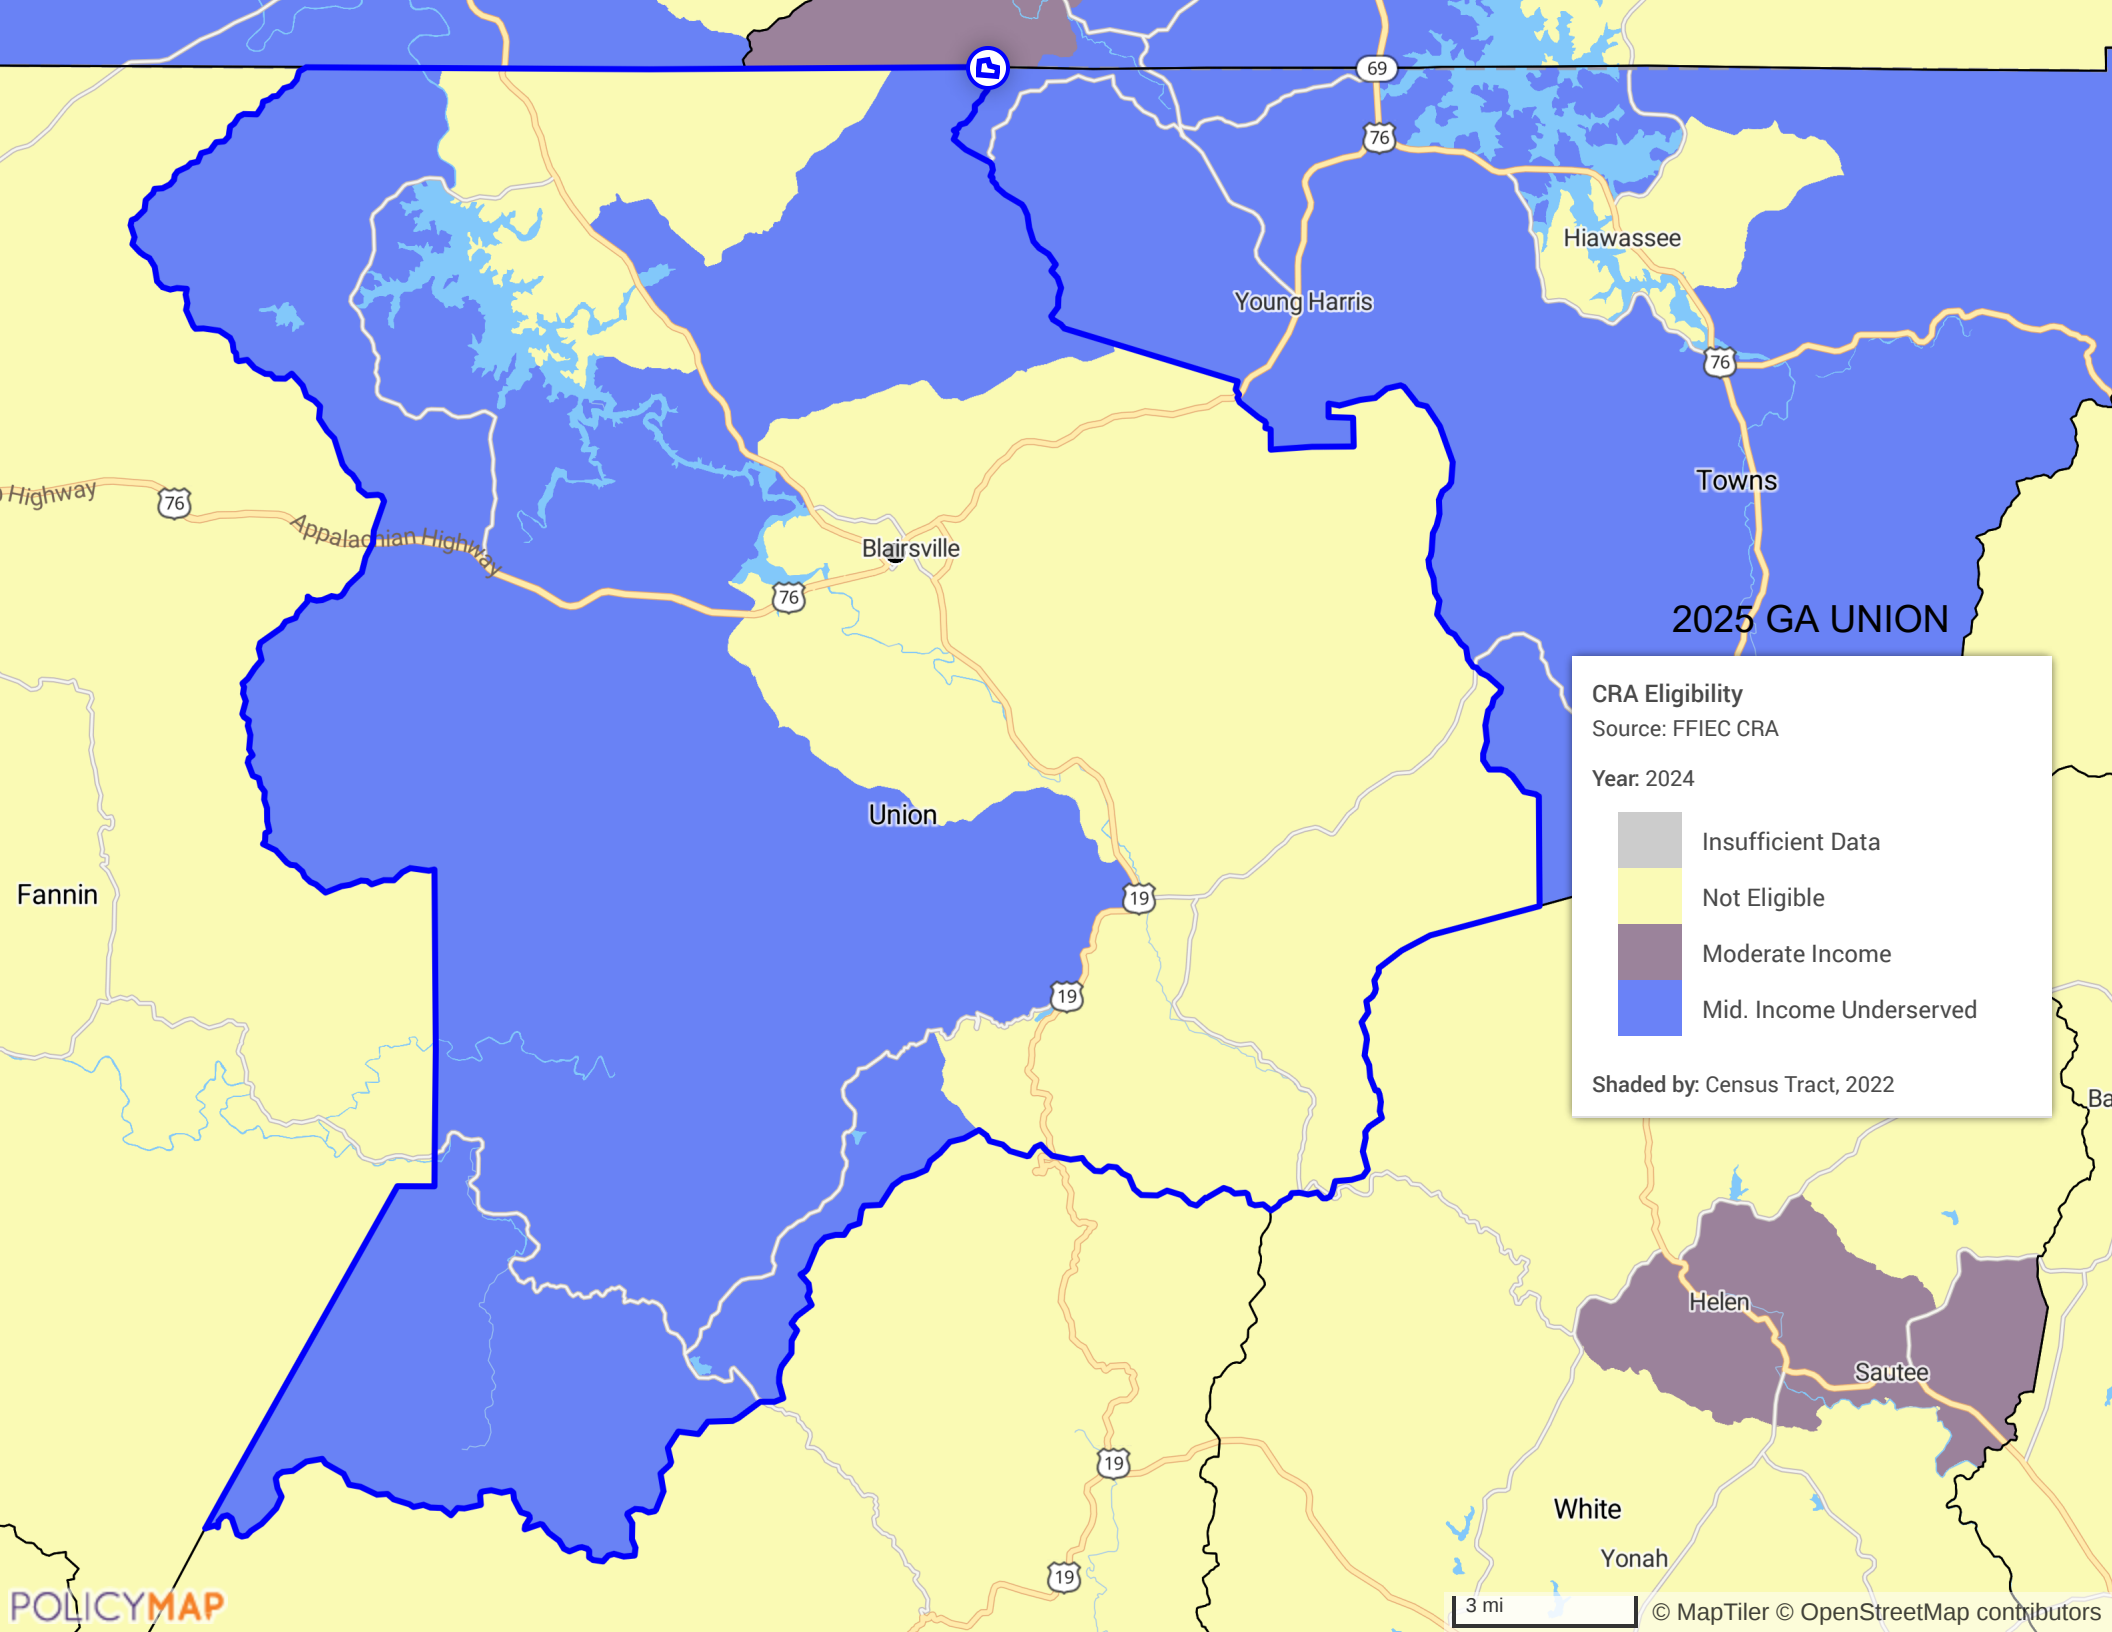 69
76
Hiawassee
Young Harris
76
Towns
Highway
76
Appalachian Highway
Blairsville
76
2025 GA UNION
CRA Eligibility
Source: FFIEC CRA
Year: 2024
Insufficient Data
Not Eligible
Moderate Income
Mid. Income Underserved
Shaded by: Census Tract, 2022
Union
Fannin
19
19
Ba
Helen
Sautee
19
White
Yonah
19
POLICYMAP
3 mi
© MapTiler © OpenStreetMap contributors